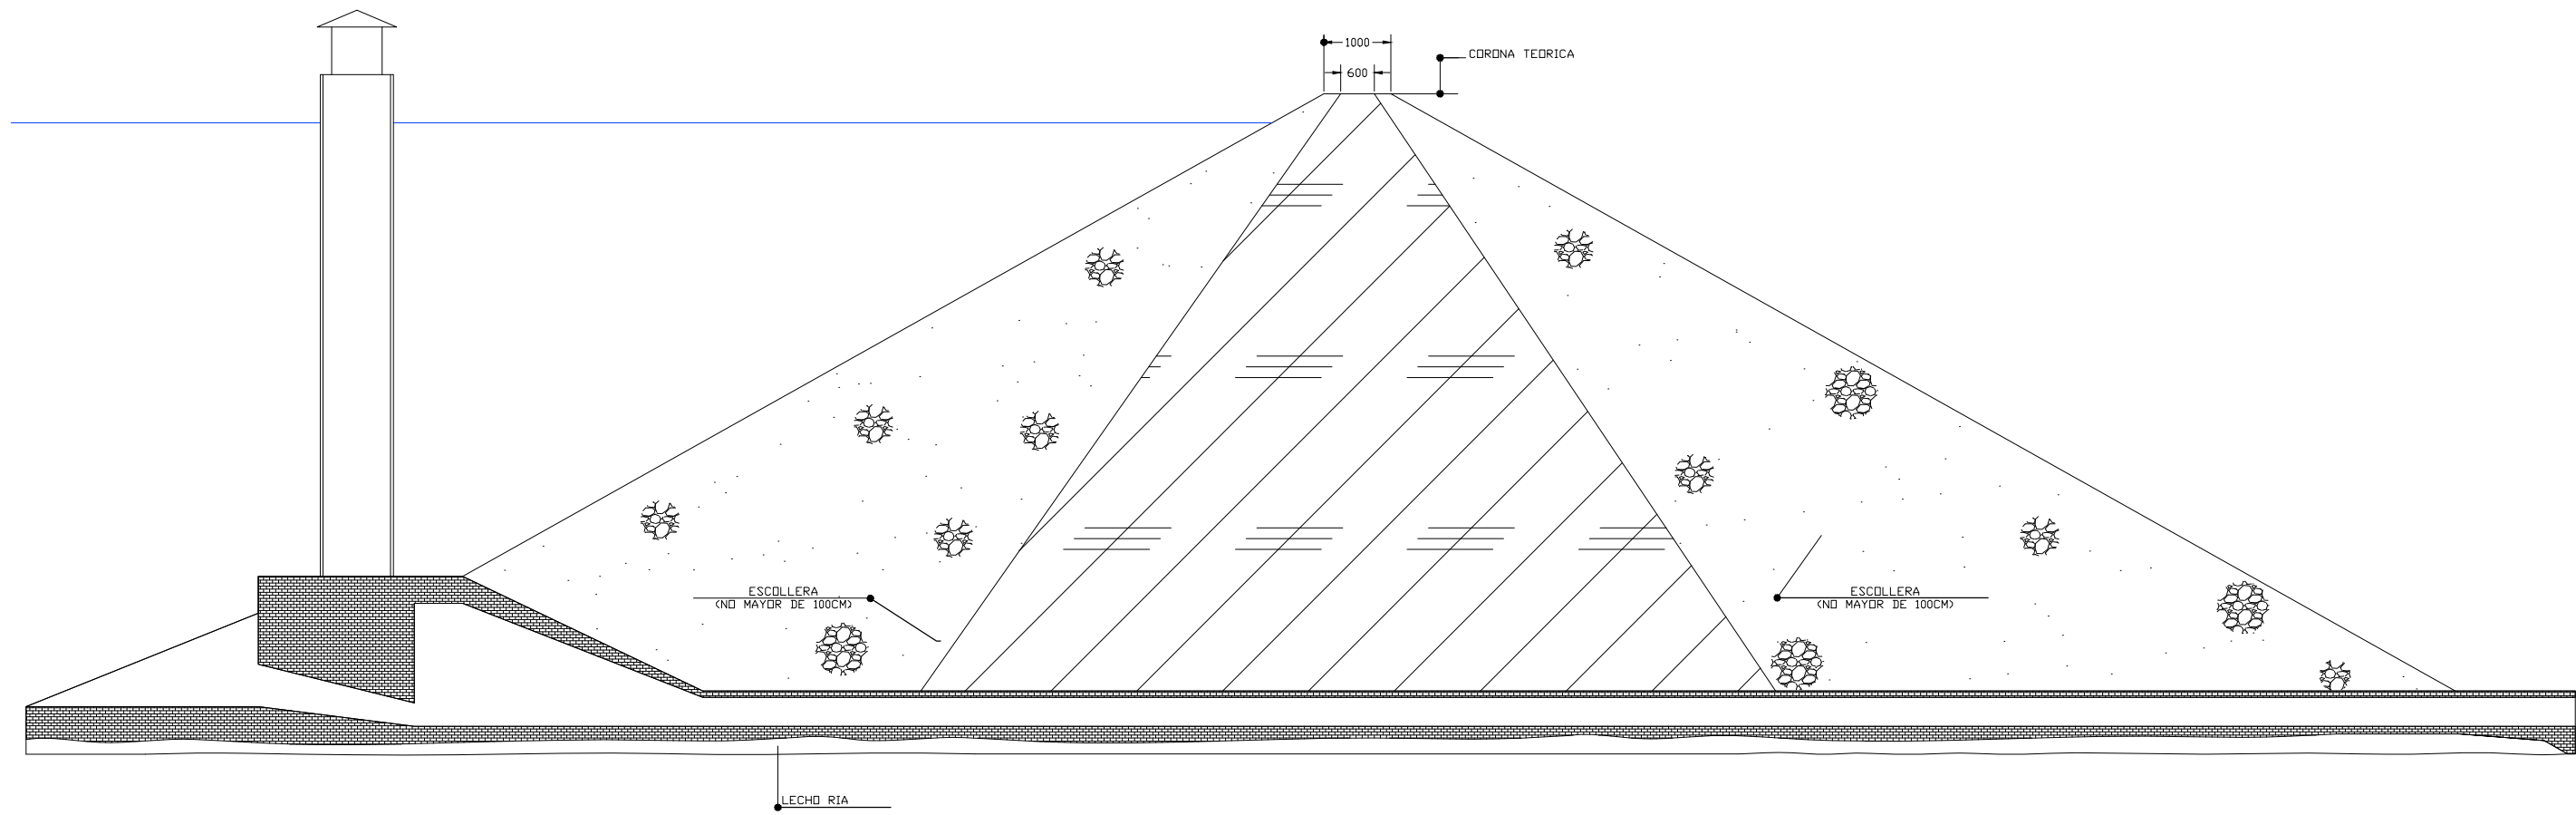 1000
CORONA TEORICA
600
ESCOLLERA
(NO MAYOR DE 100CM)
ESCOLLERA
(NO MAYOR DE 100CM)
LECHO RIA